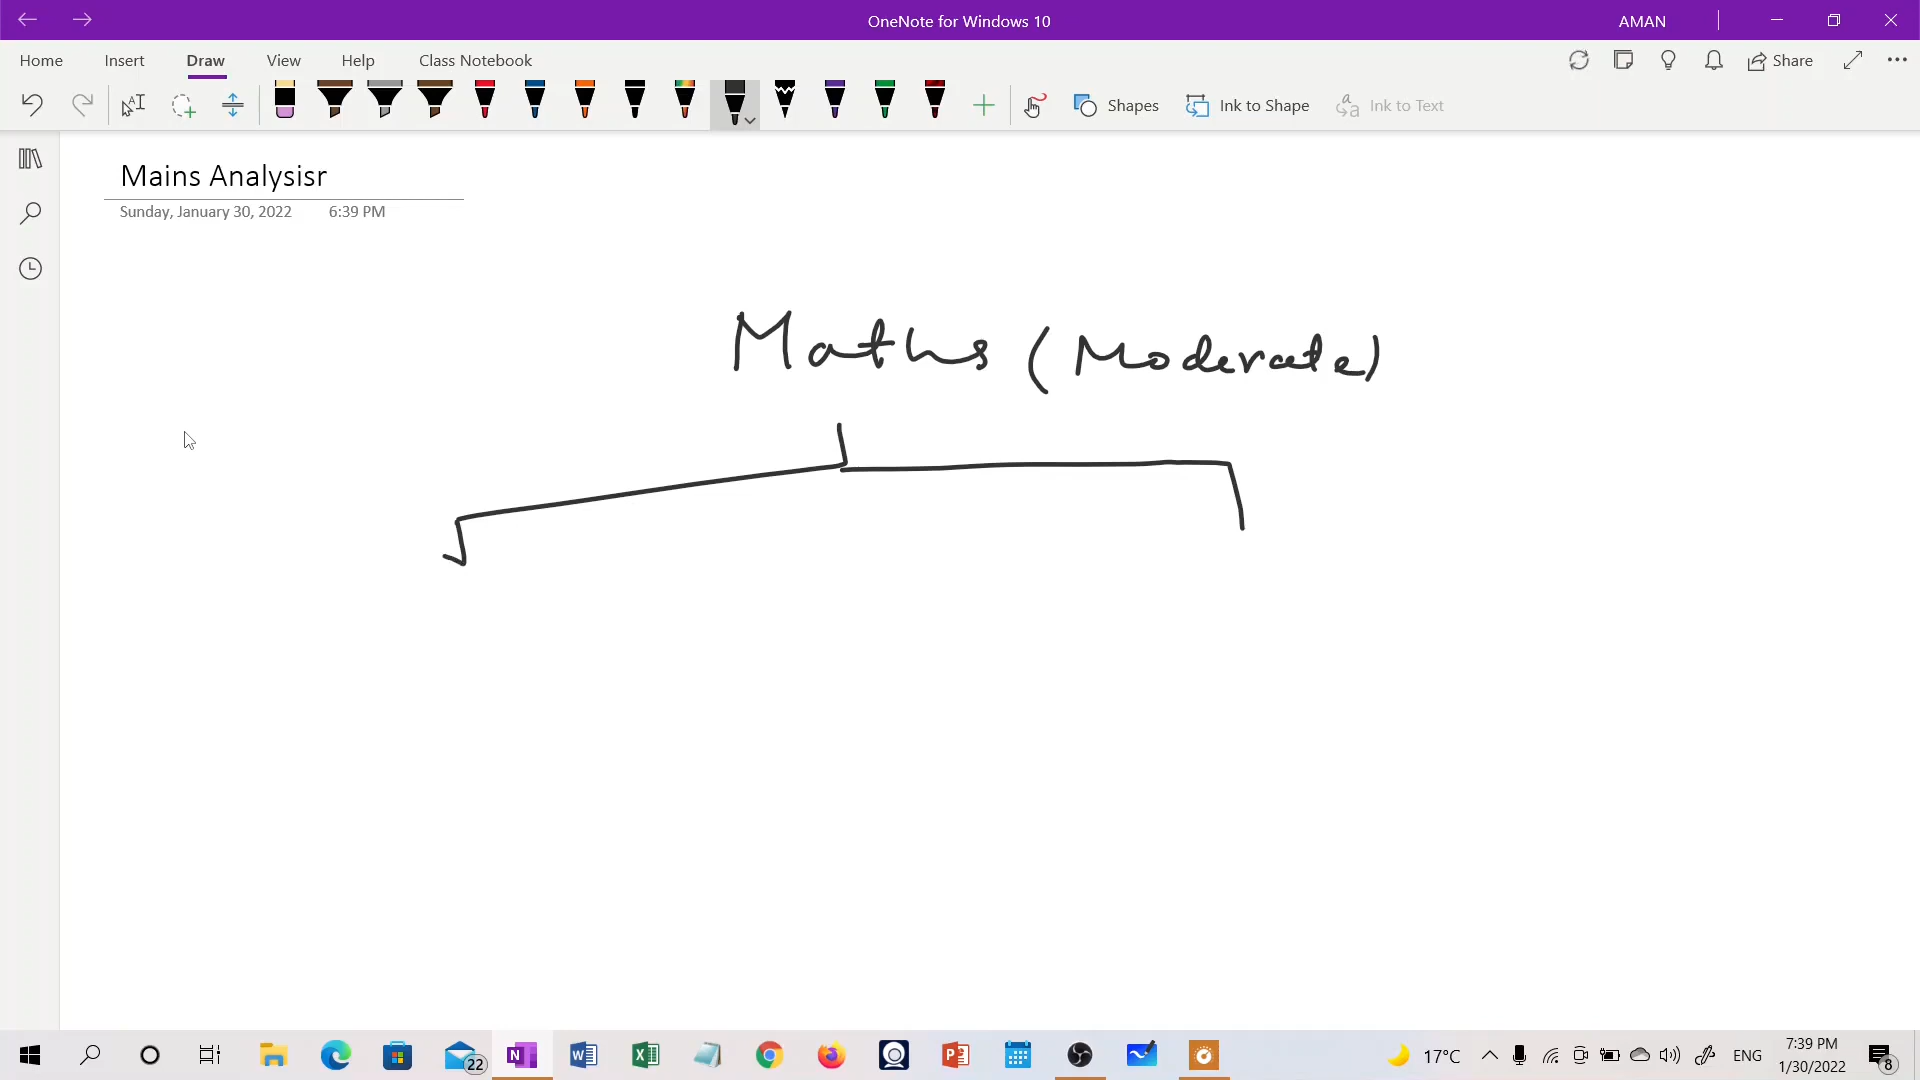 OneNote for Windows 10
AMAN
Home Insert Draw View Help Class Notebook
Share
Shapes Ink to Shape Ink to Text
Mains Analysisr
Sunday, January 30, 2022 6:39 PM
Maths (Moderate)
22
17°C
ENG
7:39 PM
1/30/2022
8